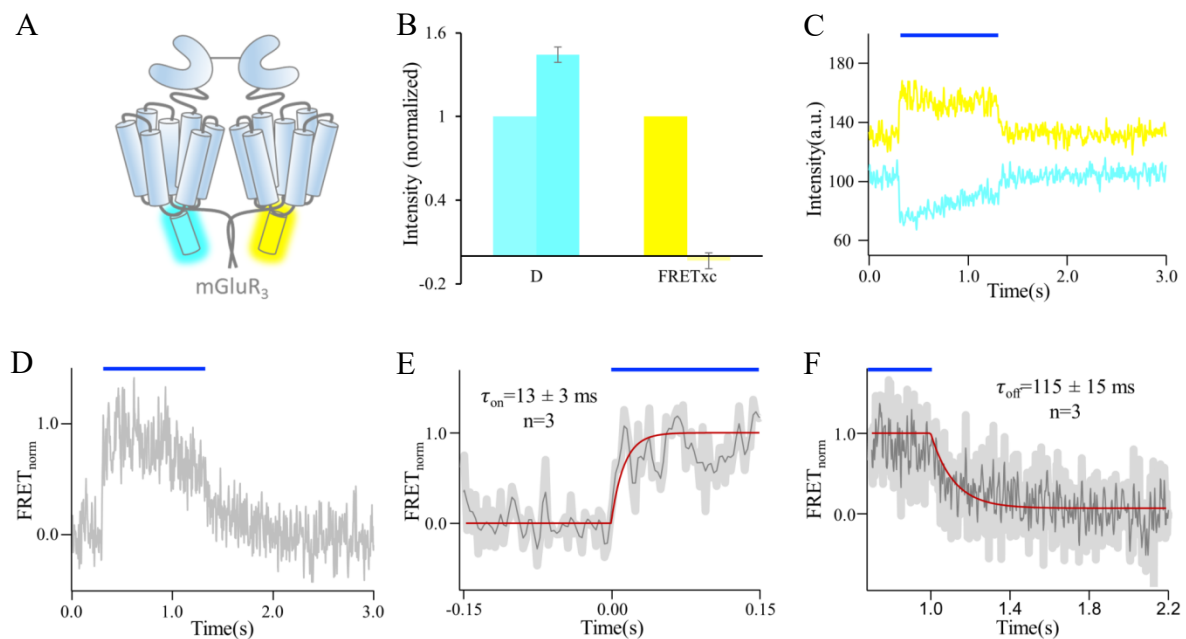 A
mGluR3
B
Intensity (normalized)
1.6
1
0.4
-0.2
D
FRETxc
C
Intensity(a.u.)
180
140
100
60
0.0 1.0 2.0 3.0
Time(s)
D
FRETnorm
1.0
0.0
0.0 1.0 2.0 3.0
Time(s)
E
τon=13 ± 3 ms
n=3
FRETnorm
1.0
0.0
-0.15 0.00 0.15
Time(s)
F
τoff=115 ± 15 ms
n=3
FRETnorm
1.0
0.0
1.0 1.4 1.8 2.2
Time(s)